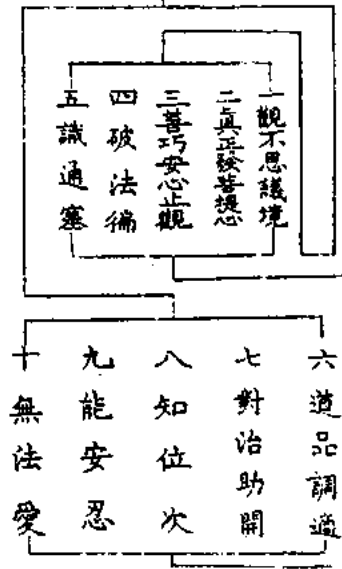 一觀不思議境
二真正發菩提心
三善巧安心止觀
四破法徧
五識通塞
六道品調適
七對治助開
八知位次
九能安忍
十無法愛